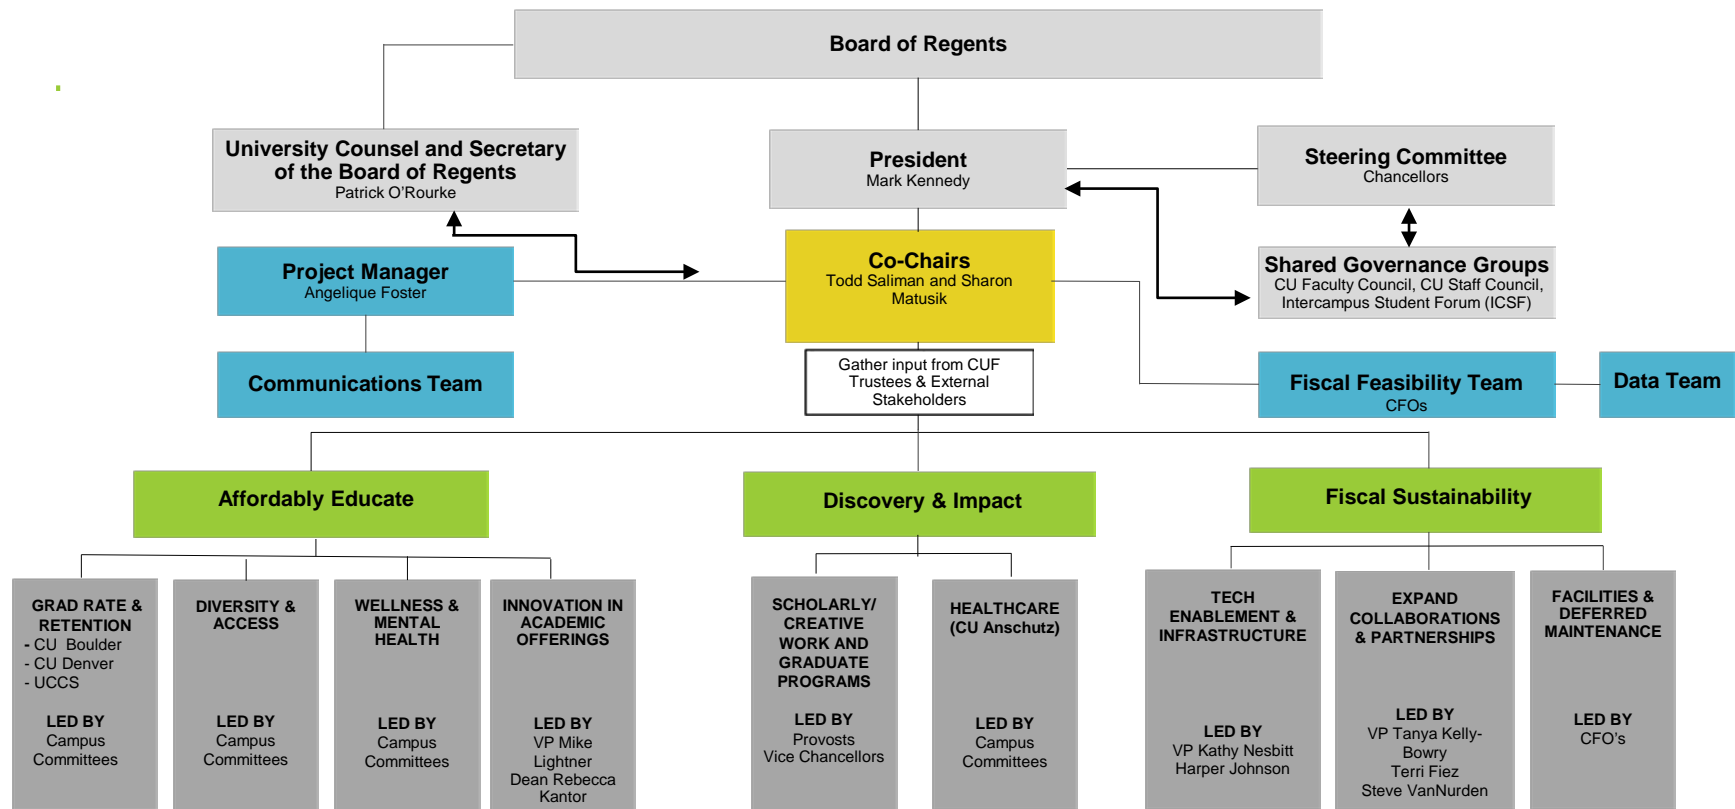 Board of Regents
University Counsel and Secretary
of the Board of Regents
Patrick O’Rourke
President
Mark Kennedy
Steering Committee
Chancellors
Project Manager
Angelique Foster
Co-Chairs
Todd Saliman and Sharon
Matusik
Shared Governance Groups
CU Faculty Council, CU Staff Council,
Intercampus Student Forum (ICSF)
Communications Team
Gather input from CUF
Trustees & External
Stakeholders
Fiscal Feasibility Team
CFOs
Data Team
Affordably Educate
Discovery & Impact
Fiscal Sustainability
GRAD RATE &
RETENTION
- CU  Boulder
- CU Denver
- UCCS
LED BY
Campus
Committees
DIVERSITY &
ACCESS
LED BY
Campus
Committees
WELLNESS &
MENTAL
HEALTH
LED BY
Campus
Committees
INNOVATION IN
ACADEMIC
OFFERINGS
LED BY
VP Mike
Lightner
Dean Rebecca
Kantor
SCHOLARLY/
CREATIVE
WORK AND
GRADUATE
PROGRAMS
LED BY
Provosts
Vice Chancellors
HEALTHCARE
(CU Anschutz)
LED BY
Campus
Committees
TECH
ENABLEMENT &
INFRASTRUCTURE
LED BY
VP Kathy Nesbitt
Harper Johnson
EXPAND
COLLABORATIONS
& PARTNERSHIPS
LED BY
VP Tanya Kelly-
Bowry
Terri Fiez
Steve VanNurden
FACILITIES &
DEFERRED
MAINTENANCE
LED BY
CFO’s